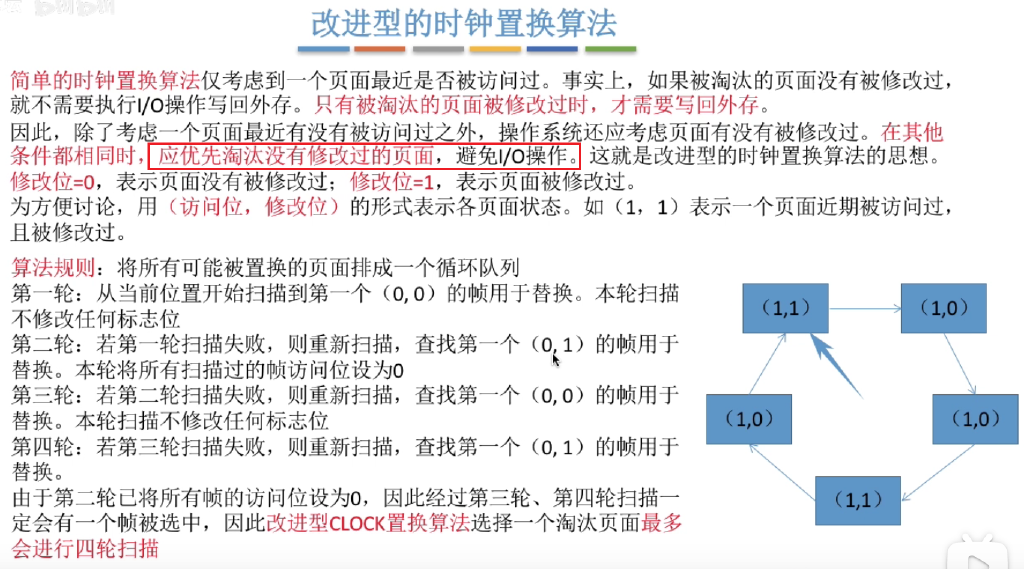 改进型的时钟置换算法
简单的时钟置换算法仅考虑到一个页面最近是否被访问过。事实上，如果被淘汰的页面没有被修改过，
就不需要执行I/O操作写回外存。只有被淘汰的页面被修改过时，才需要写回外存。
因此，除了考虑一个页面最近有没有被访问过之外，操作系统还应考虑页面有没有被修改过。在其他
条件都相同时，应优先淘汰没有修改过的页面，避免I/O操作。这就是改进型的时钟置换算法的思想。
修改位=0，表示页面没有被修改过；修改位=1，表示页面被修改过。
为方便讨论，用（访问位，修改位）的形式表示各页面状态。如（1，1）表示一个页面近期被访问过，
且被修改过。
算法规则：将所有可能被置换的页面排成一个循环队列
第一轮：从当前位置开始扫描到第一个（0, 0）的帧用于替换。本轮扫描
不修改任何标志位
第二轮：若第一轮扫描失败，则重新扫描，查找第一个（0, 1）的帧用于
替换。本轮将所有扫描过的帧访问位设为0
第三轮：若第二轮扫描失败，则重新扫描，查找第一个（0, 0）的帧用于
替换。本轮扫描不修改任何标志位
第四轮：若第三轮扫描失败，则重新扫描，查找第一个（0, 1）的帧用于
替换。
由于第二轮已将所有帧的访问位设为0，因此经过第三轮、第四轮扫描一
定会有一个帧被选中，因此改进型CLOCK置换算法选择一个淘汰页面最多
会进行四轮扫描
（1,1）
（1,0）
（1,0）
（1,0）
（1,1）